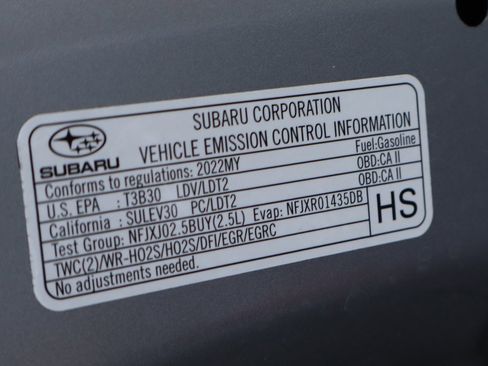 SUBARU
SUBARU CORPORATION
VEHICLE EMISSION CONTROL INFORMATION
Conforms to regulations: 2022MY Fuel:Gasoline
U.S. EPA : T3B30 LDV/LDT2 OBD:CA II
California : SULEV30 PC/LDT2 OBD:CA II
Test Group: NFJXJ02.5BUY(2.5L) Evap: NFJXR01435DB
TWC(2)/WR-HO2S/HO2S/DFI/EGR/EGRC
No adjustments needed.
HS